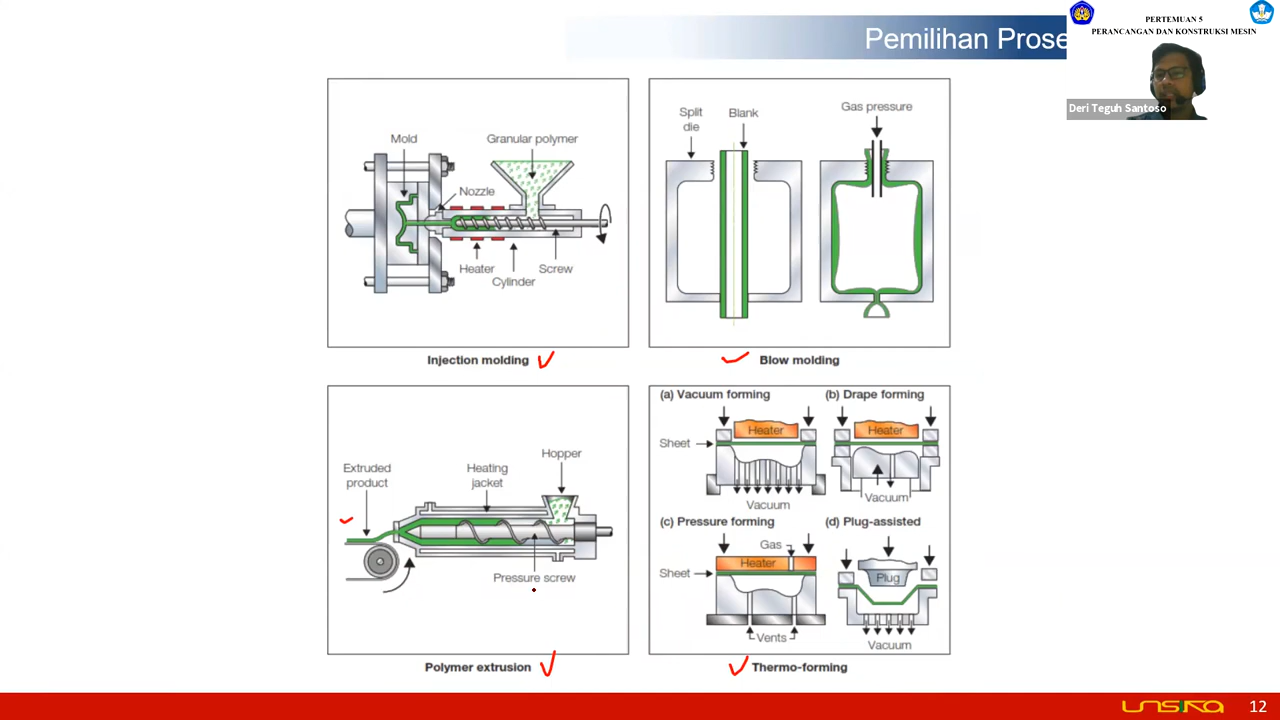 Pemilihan Prose
PERTEMUAN 5
PERANCANGAN DAN KONSTRUKSI MESIN
Deri Teguh Santoso
Mold
Granular polymer
Nozzle
Heater
Cylinder
Screw
Injection molding
Split
die
Blank
Gas pressure
Blow molding
Extruded
product
Heating
jacket
Hopper
Pressure screw
Polymer extrusion
(a) Vacuum forming
Heater
Sheet
Vacuum
(b) Drape forming
Heater
Vacuum
(c) Pressure forming
Gas
Heater
Sheet
Vents
(d) Plug-assisted
Plug
Vacuum
Thermo-forming
unsika
12